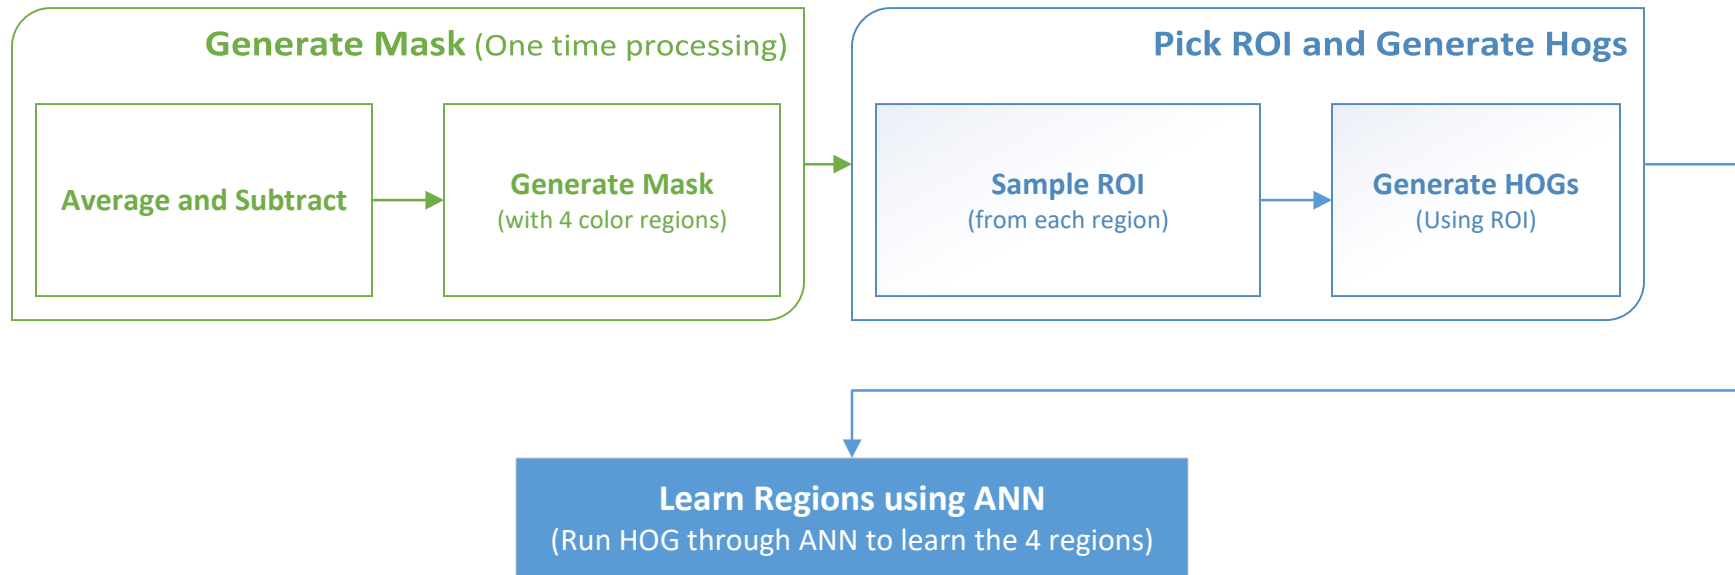 Generate Mask (One time processing)
Average and Subtract
Generate Mask
(with 4 color regions)
Pick ROI and Generate Hogs
Sample ROI
(from each region)
Generate HOGs
(Using ROI)
Learn Regions using ANN
(Run HOG through ANN to learn the 4 regions)